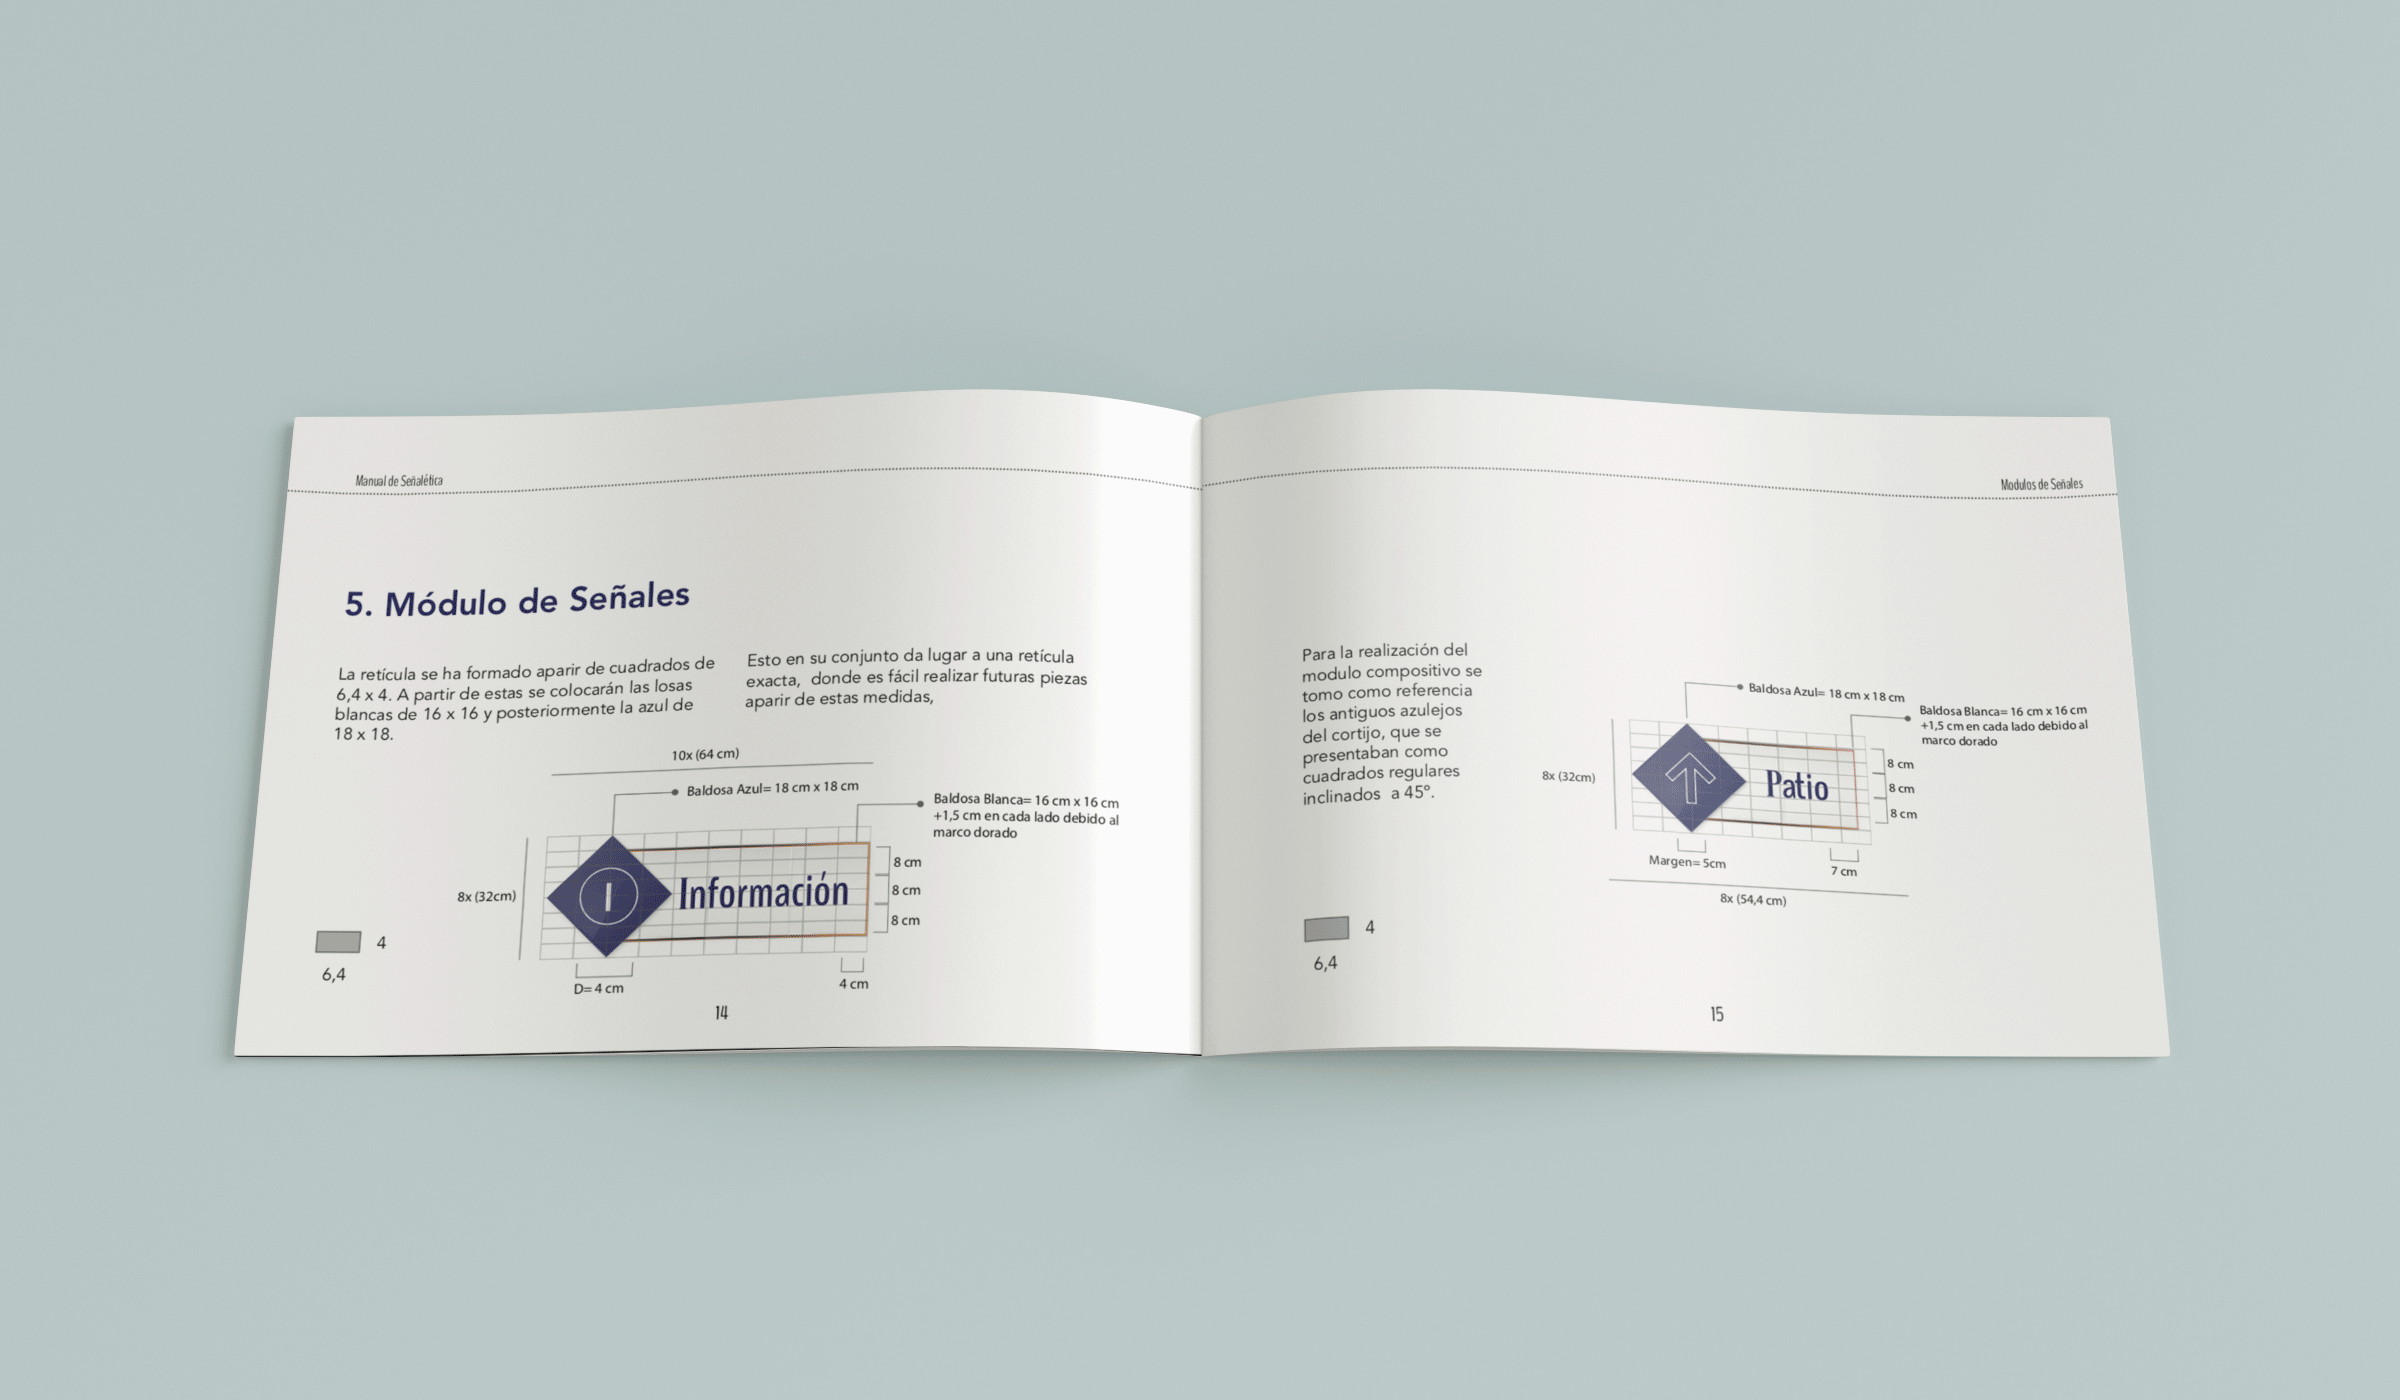 Manual de Señalética
5. Módulo de Señales
La retícula se ha formado aparir de cuadrados de
6,4 x 4. A partir de estas se colocarán las losas
blancas de 16 x 16 y posteriormente la azul de
18 x 18.
Esto en su conjunto da lugar a una retícula
exacta, donde es fácil realizar futuras piezas
aparir de estas medidas,
10x (64 cm)
Baldosa Azul= 18 cm x 18 cm
Baldosa Blanca= 16 cm x 16 cm
+1,5 cm en cada lado debido al
marco dorado
8x (32cm)
I
Información
8 cm
8 cm
8 cm
4
6,4
D= 4 cm
4 cm
14
Modulos de Señales
Para la realización del
modulo compositivo se
tomo como referencia
los antiguos azulejos
del cortijo, que se
presentaban como
cuadrados regulares
inclinados a 45º.
Baldosa Azul= 18 cm x 18 cm
Baldosa Blanca= 16 cm x 16 cm
+1,5 cm en cada lado debido al
marco dorado
8x (32cm)
Patio
8 cm
8 cm
8 cm
Margen= 5cm
7 cm
8x (54,4 cm)
4
6,4
15